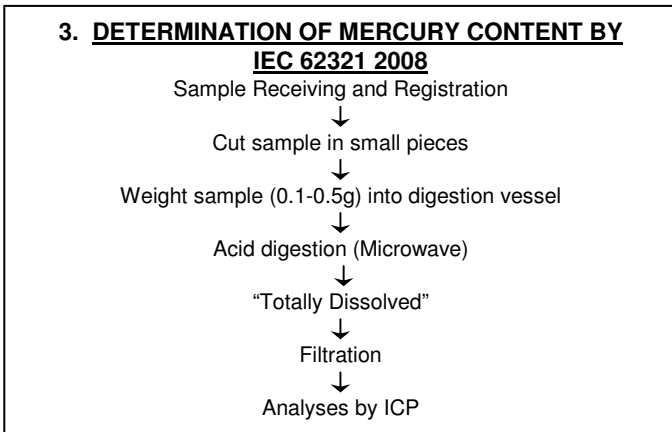 3. DETERMINATION OF MERCURY CONTENT BY
IEC 62321 2008
Sample Receiving and Registration
↓
Cut sample in small pieces
↓
Weight sample (0.1-0.5g) into digestion vessel
↓
Acid digestion (Microwave)
↓
“Totally Dissolved”
↓
Filtration
↓
Analyses by ICP